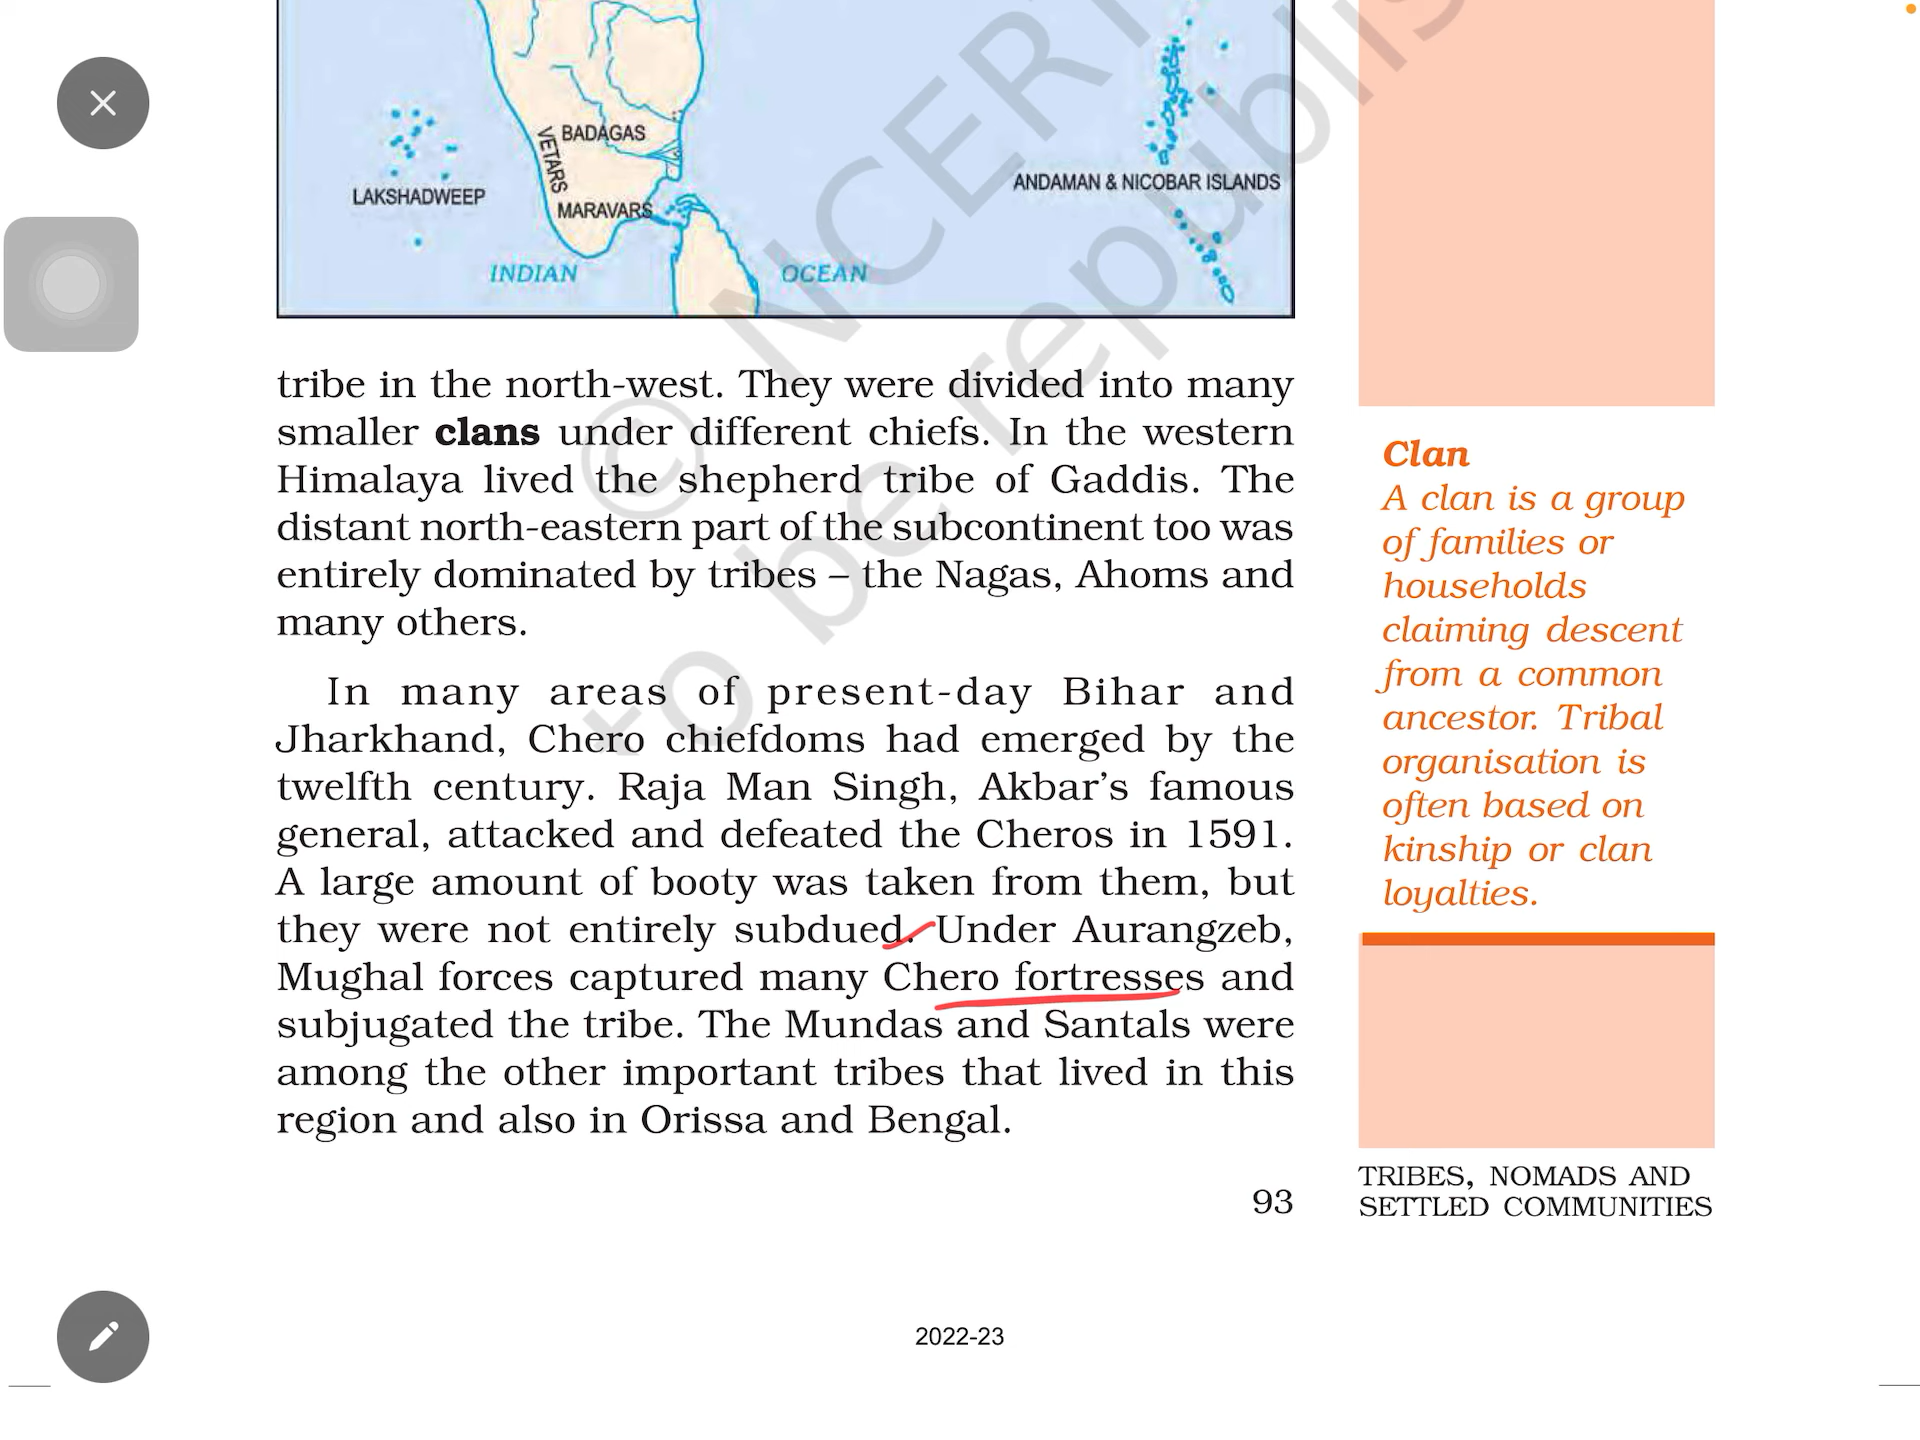 BADAGAS
VETARS
LAKSHADWEEP
MARAVARS
ANDAMAN & NICOBAR ISLANDS
INDIAN OCEAN
© NCERT
to be republis
tribe in the north-west. They were divided into many
smaller clans under different chiefs. In the western
Himalaya lived the shepherd tribe of Gaddis. The
distant north-eastern part of the subcontinent too was
entirely dominated by tribes – the Nagas, Ahoms and
many others.
In many areas of present-day Bihar and
Jharkhand, Chero chiefdoms had emerged by the
twelfth century. Raja Man Singh, Akbar’s famous
general, attacked and defeated the Cheros in 1591.
A large amount of booty was taken from them, but
they were not entirely subdued. Under Aurangzeb,
Mughal forces captured many Chero fortresses and
subjugated the tribe. The Mundas and Santals were
among the other important tribes that lived in this
region and also in Orissa and Bengal.
Clan
A clan is a group
of families or
households
claiming descent
from a common
ancestor. Tribal
organisation is
often based on
kinship or clan
loyalties.
93
TRIBES, NOMADS AND
SETTLED COMMUNITIES
2022-23